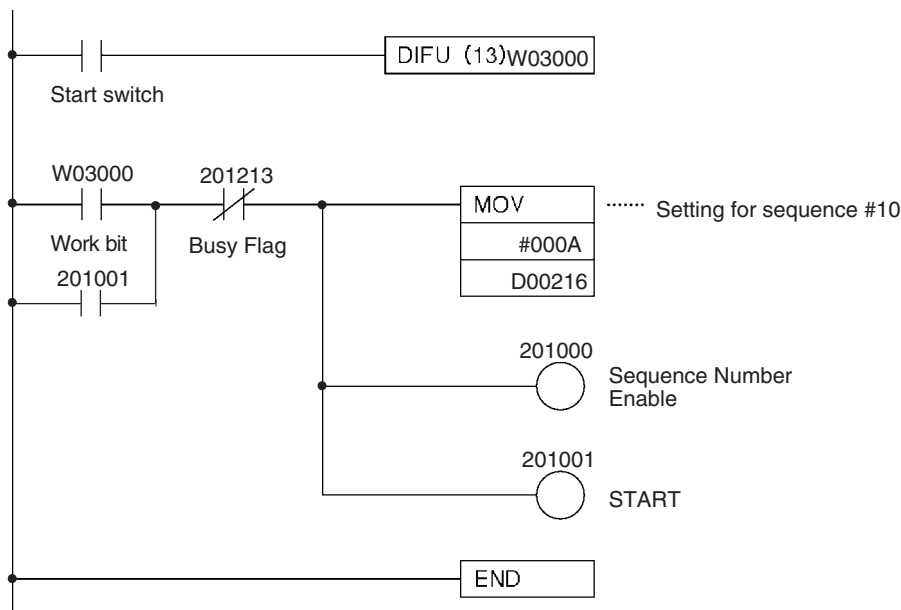 DIFU (13)W03000
Start switch
W03000
201213
MOV
······· Setting for sequence #10
Work bit
Busy Flag
#000A
201001
D00216
201000
Sequence Number
Enable
201001
START
END